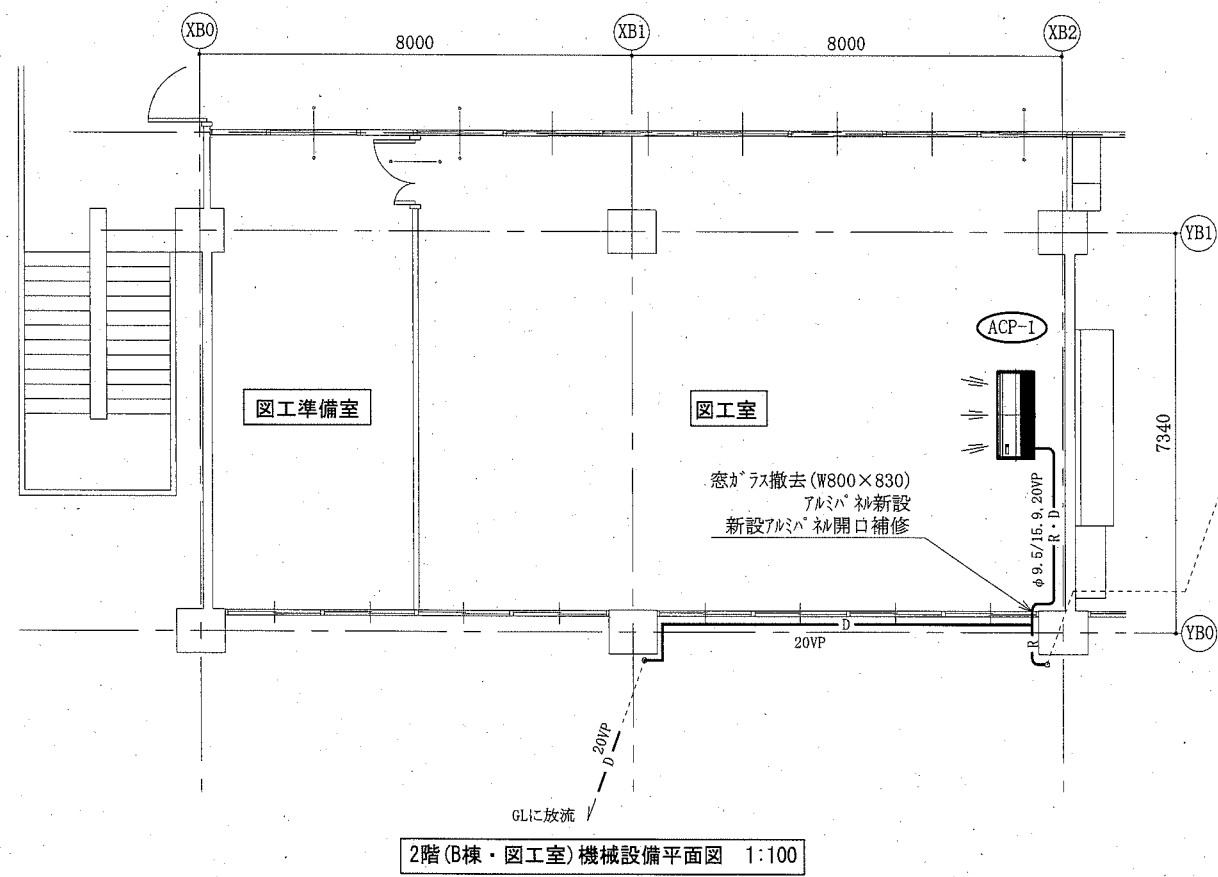 XB0
XB1
XB2
8000
8000
YB1
ACP-1
図工準備室
図工室
7340
窓ガラス撤去(W800×830)
アルミパネル新設
新設アルミパネル開口補修
φ9.5/15.9,20VP
R・D
D
20VP
R
YB0
D 20VP
GLに放流
2階(B棟・図工室)機械設備平面図 1:100